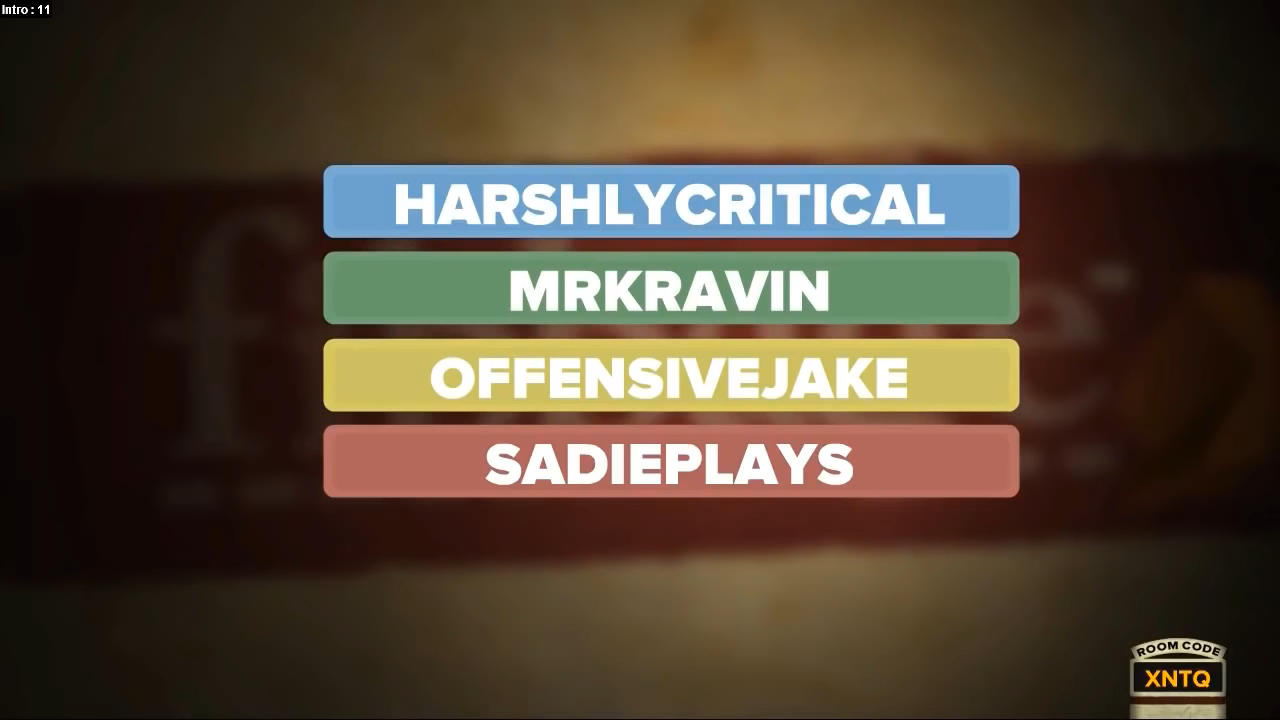 Intro: 11
HARSHLYCRITICAL
MRKRAVIN
OFFENSIVEJAKE
SADIEPLAYS
ROOM CODE
XNTQ